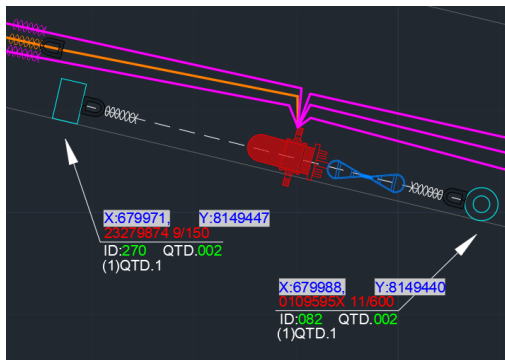 X:679971, Y:8149447
23279874 9/150
ID:270 QTD.002
(1)QTD.1
X:679988, Y:8149440
0109595X 11/600
ID:082 QTD.002
(1)QTD.1